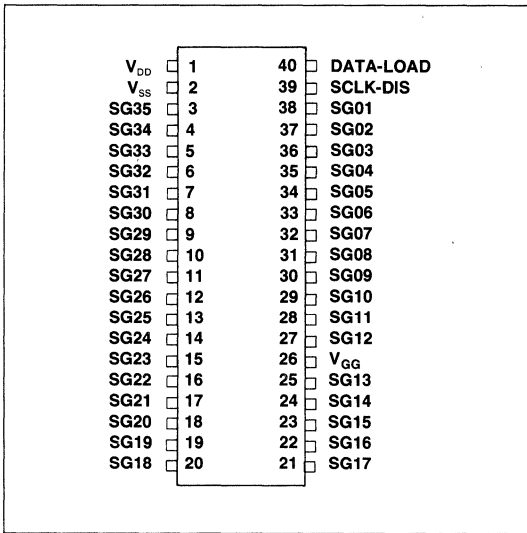 V_DD 1 40 DATA-LOAD
V_SS 2 39 SCLK-DIS
SG35 3 38 SG01
SG34 4 37 SG02
SG33 5 36 SG03
SG32 6 35 SG04
SG31 7 34 SG05
SG30 8 33 SG06
SG29 9 32 SG07
SG28 10 31 SG08
SG27 11 30 SG09
SG26 12 29 SG10
SG25 13 28 SG11
SG24 14 27 SG12
SG23 15 26 V_GG
SG22 16 25 SG13
SG21 17 24 SG14
SG20 18 23 SG15
SG19 19 22 SG16
SG18 20 21 SG17